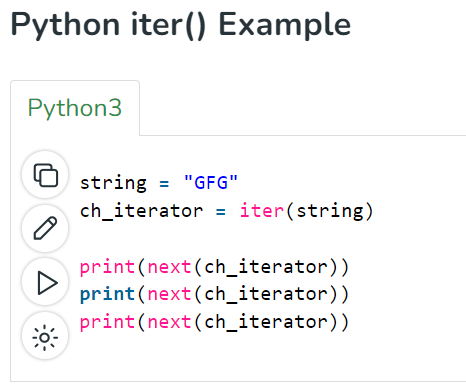 Python iter() Example
Python3
string = "GFG"
ch_iterator = iter(string)
print(next(ch_iterator))
print(next(ch_iterator))
print(next(ch_iterator))